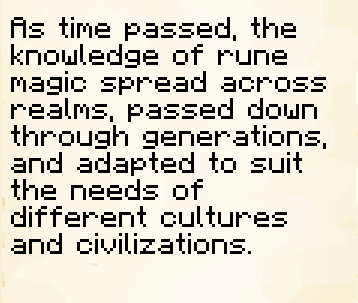 As time passed, the
knowledge of rune
magic spread across
realms, passed down
through generations,
and adapted to suit
the needs of
different cultures
and civilizations.